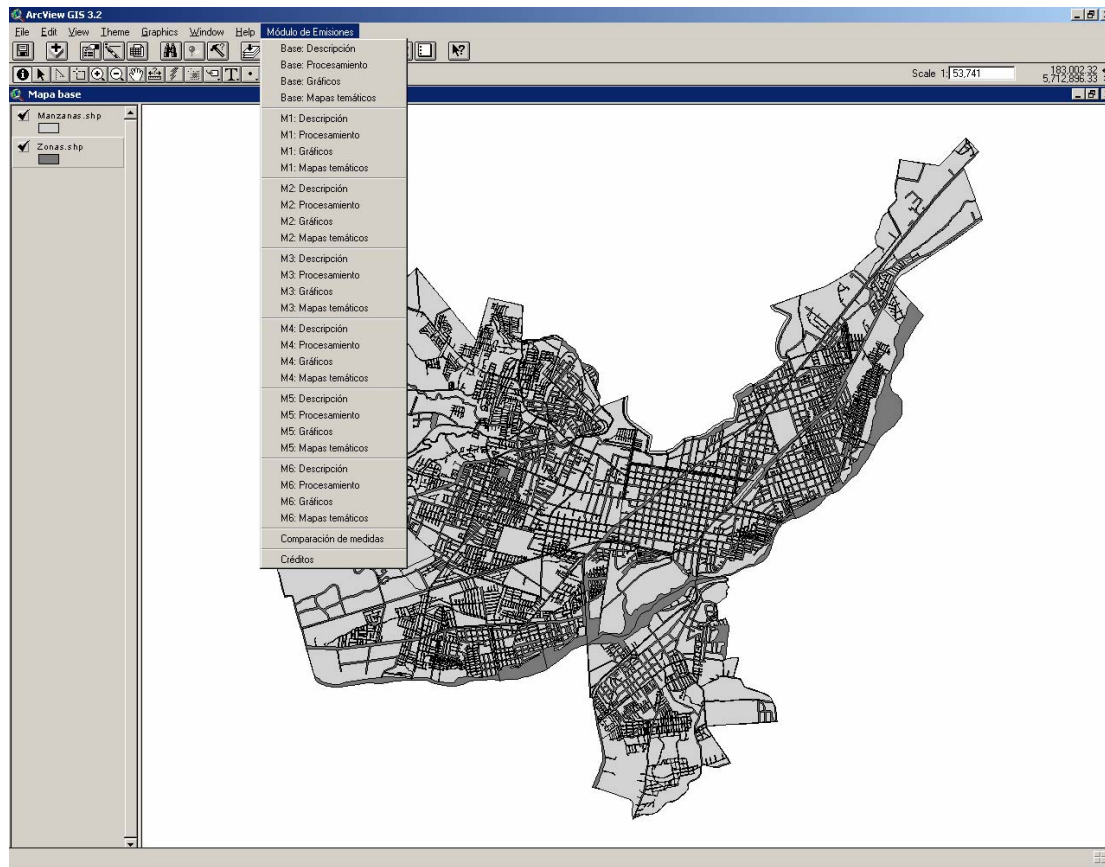 ArcView GIS 3.2
File Edit View Theme Graphics Window Help Módulo de Emisiones
Scale 1: 53,741
183,002.32
5,712,896.33
Mapa base
Manzanas.shp
Zonas.shp
Base: Descripción
Base: Procesamiento
Base: Gráficos
Base: Mapas temáticos
M1: Descripción
M1: Procesamiento
M1: Gráficos
M1: Mapas temáticos
M2: Descripción
M2: Procesamiento
M2: Gráficos
M2: Mapas temáticos
M3: Descripción
M3: Procesamiento
M3: Gráficos
M3: Mapas temáticos
M4: Descripción
M4: Procesamiento
M4: Gráficos
M4: Mapas temáticos
M5: Descripción
M5: Procesamiento
M5: Gráficos
M5: Mapas temáticos
M6: Descripción
M6: Procesamiento
M6: Gráficos
M6: Mapas temáticos
Comparación de medidas
Créditos